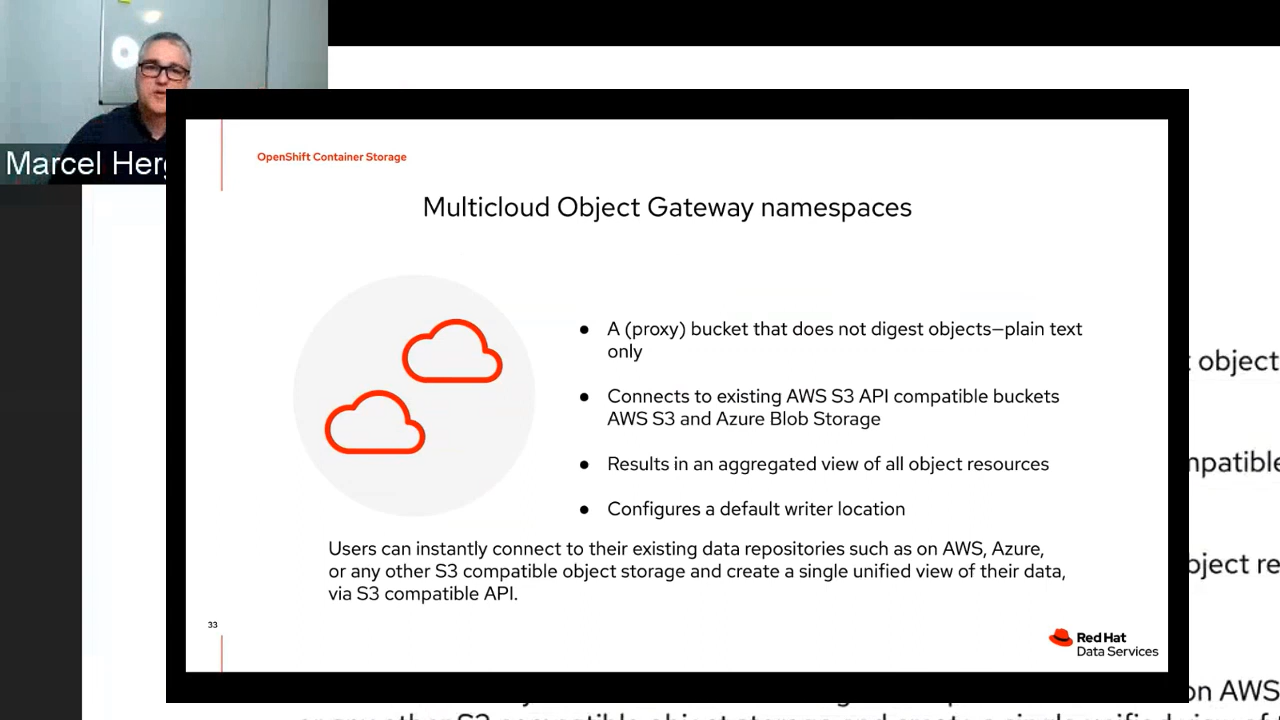 Marcel Her
OpenShift Container Storage
Multicloud Object Gateway namespaces
● A (proxy) bucket that does not digest objects—plain text
only
● Connects to existing AWS S3 API compatible buckets
AWS S3 and Azure Blob Storage
● Results in an aggregated view of all object resources
● Configures a default writer location
Users can instantly connect to their existing data repositories such as on AWS, Azure,
or any other S3 compatible object storage and create a single unified view of their data,
via S3 compatible API.
33
Red Hat
Data Services
object
on AWS